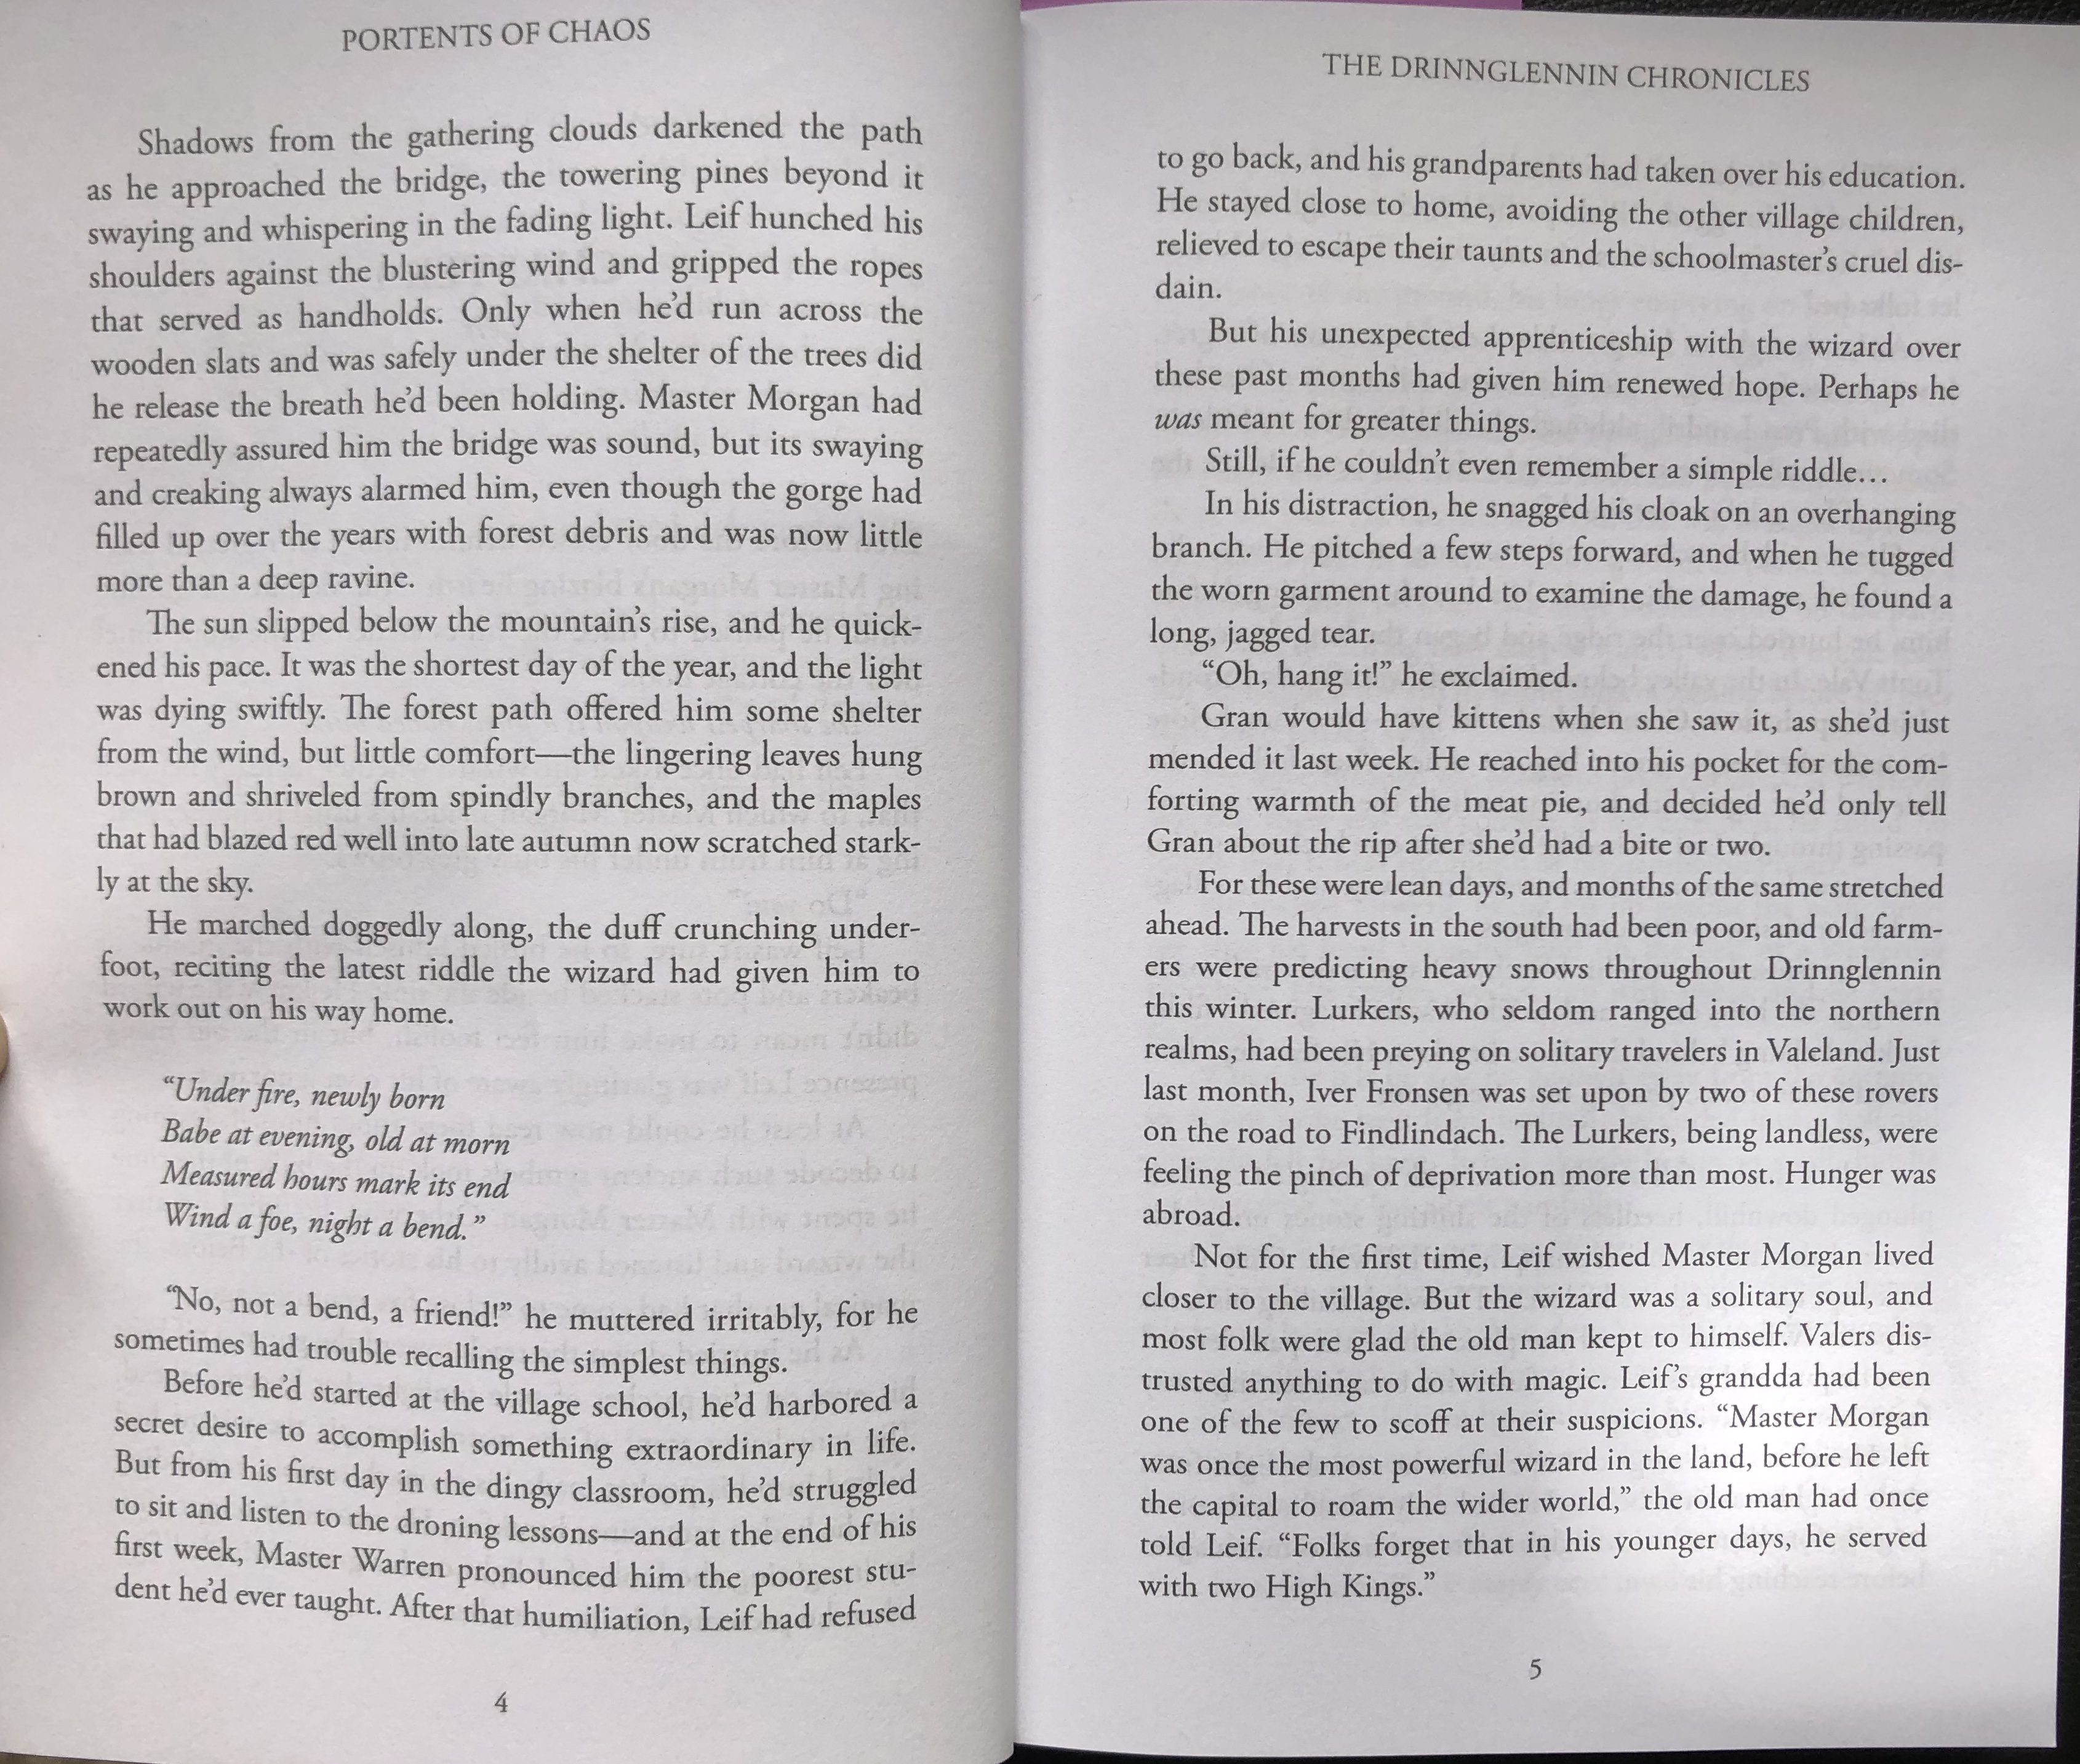 PORTENTS OF CHAOS
Shadows from the gathering clouds darkened the path
as he approached the bridge, the towering pines beyond it
swaying and whispering in the fading light. Leif hunched his
shoulders against the blustering wind and gripped the ropes
that served as handholds. Only when he’d run across the
wooden slats and was safely under the shelter of the trees did
he release the breath he’d been holding. Master Morgan had
repeatedly assured him the bridge was sound, but its swaying
and creaking always alarmed him, even though the gorge had
filled up over the years with forest debris and was now little
more than a deep ravine.
The sun slipped below the mountain’s rise, and he quick-
ened his pace. It was the shortest day of the year, and the light
was dying swiftly. The forest path offered him some shelter
from the wind, but little comfort—the lingering leaves hung
brown and shriveled from spindly branches, and the maples
that had blazed red well into late autumn now scratched stark-
ly at the sky.
He marched doggedly along, the duff crunching under-
foot, reciting the latest riddle the wizard had given him to
work out on his way home.
“Under fire, newly born
Babe at evening, old at morn
Measured hours mark its end
Wind a foe, night a bend.”
“No, not a bend, a friend!” he muttered irritably, for he
sometimes had trouble recalling the simplest things.
Before he’d started at the village school, he’d harbored a
secret desire to accomplish something extraordinary in life.
But from his first day in the dingy classroom, he’d struggled
to sit and listen to the droning lessons—and at the end of his
first week, Master Warren pronounced him the poorest stu-
dent he’d ever taught. After that humiliation, Leif had refused
4
THE DRINNGLENNIN CHRONICLES
to go back, and his grandparents had taken over his education.
He stayed close to home, avoiding the other village children,
relieved to escape their taunts and the schoolmaster’s cruel dis-
dain.
But his unexpected apprenticeship with the wizard over
these past months had given him renewed hope. Perhaps he
was meant for greater things.
Still, if he couldn’t even remember a simple riddle…
In his distraction, he snagged his cloak on an overhanging
branch. He pitched a few steps forward, and when he tugged
the worn garment around to examine the damage, he found a
long, jagged tear.
“Oh, hang it!” he exclaimed.
Gran would have kittens when she saw it, as she’d just
mended it last week. He reached into his pocket for the com-
forting warmth of the meat pie, and decided he’d only tell
Gran about the rip after she’d had a bite or two.
For these were lean days, and months of the same stretched
ahead. The harvests in the south had been poor, and old farm-
ers were predicting heavy snows throughout Drinnglennin
this winter. Lurkers, who seldom ranged into the northern
realms, had been preying on solitary travelers in Valeland. Just
last month, Iver Fronsen was set upon by two of these rovers
on the road to Findlindach. The Lurkers, being landless, were
feeling the pinch of deprivation more than most. Hunger was
abroad.
Not for the first time, Leif wished Master Morgan lived
closer to the village. But the wizard was a solitary soul, and
most folk were glad the old man kept to himself. Valers dis-
trusted anything to do with magic. Leif’s grandda had been
one of the few to scoff at their suspicions. “Master Morgan
was once the most powerful wizard in the land, before he left
the capital to roam the wider world,” the old man had once
told Leif. “Folks forget that in his younger days, he served
with two High Kings.”
5